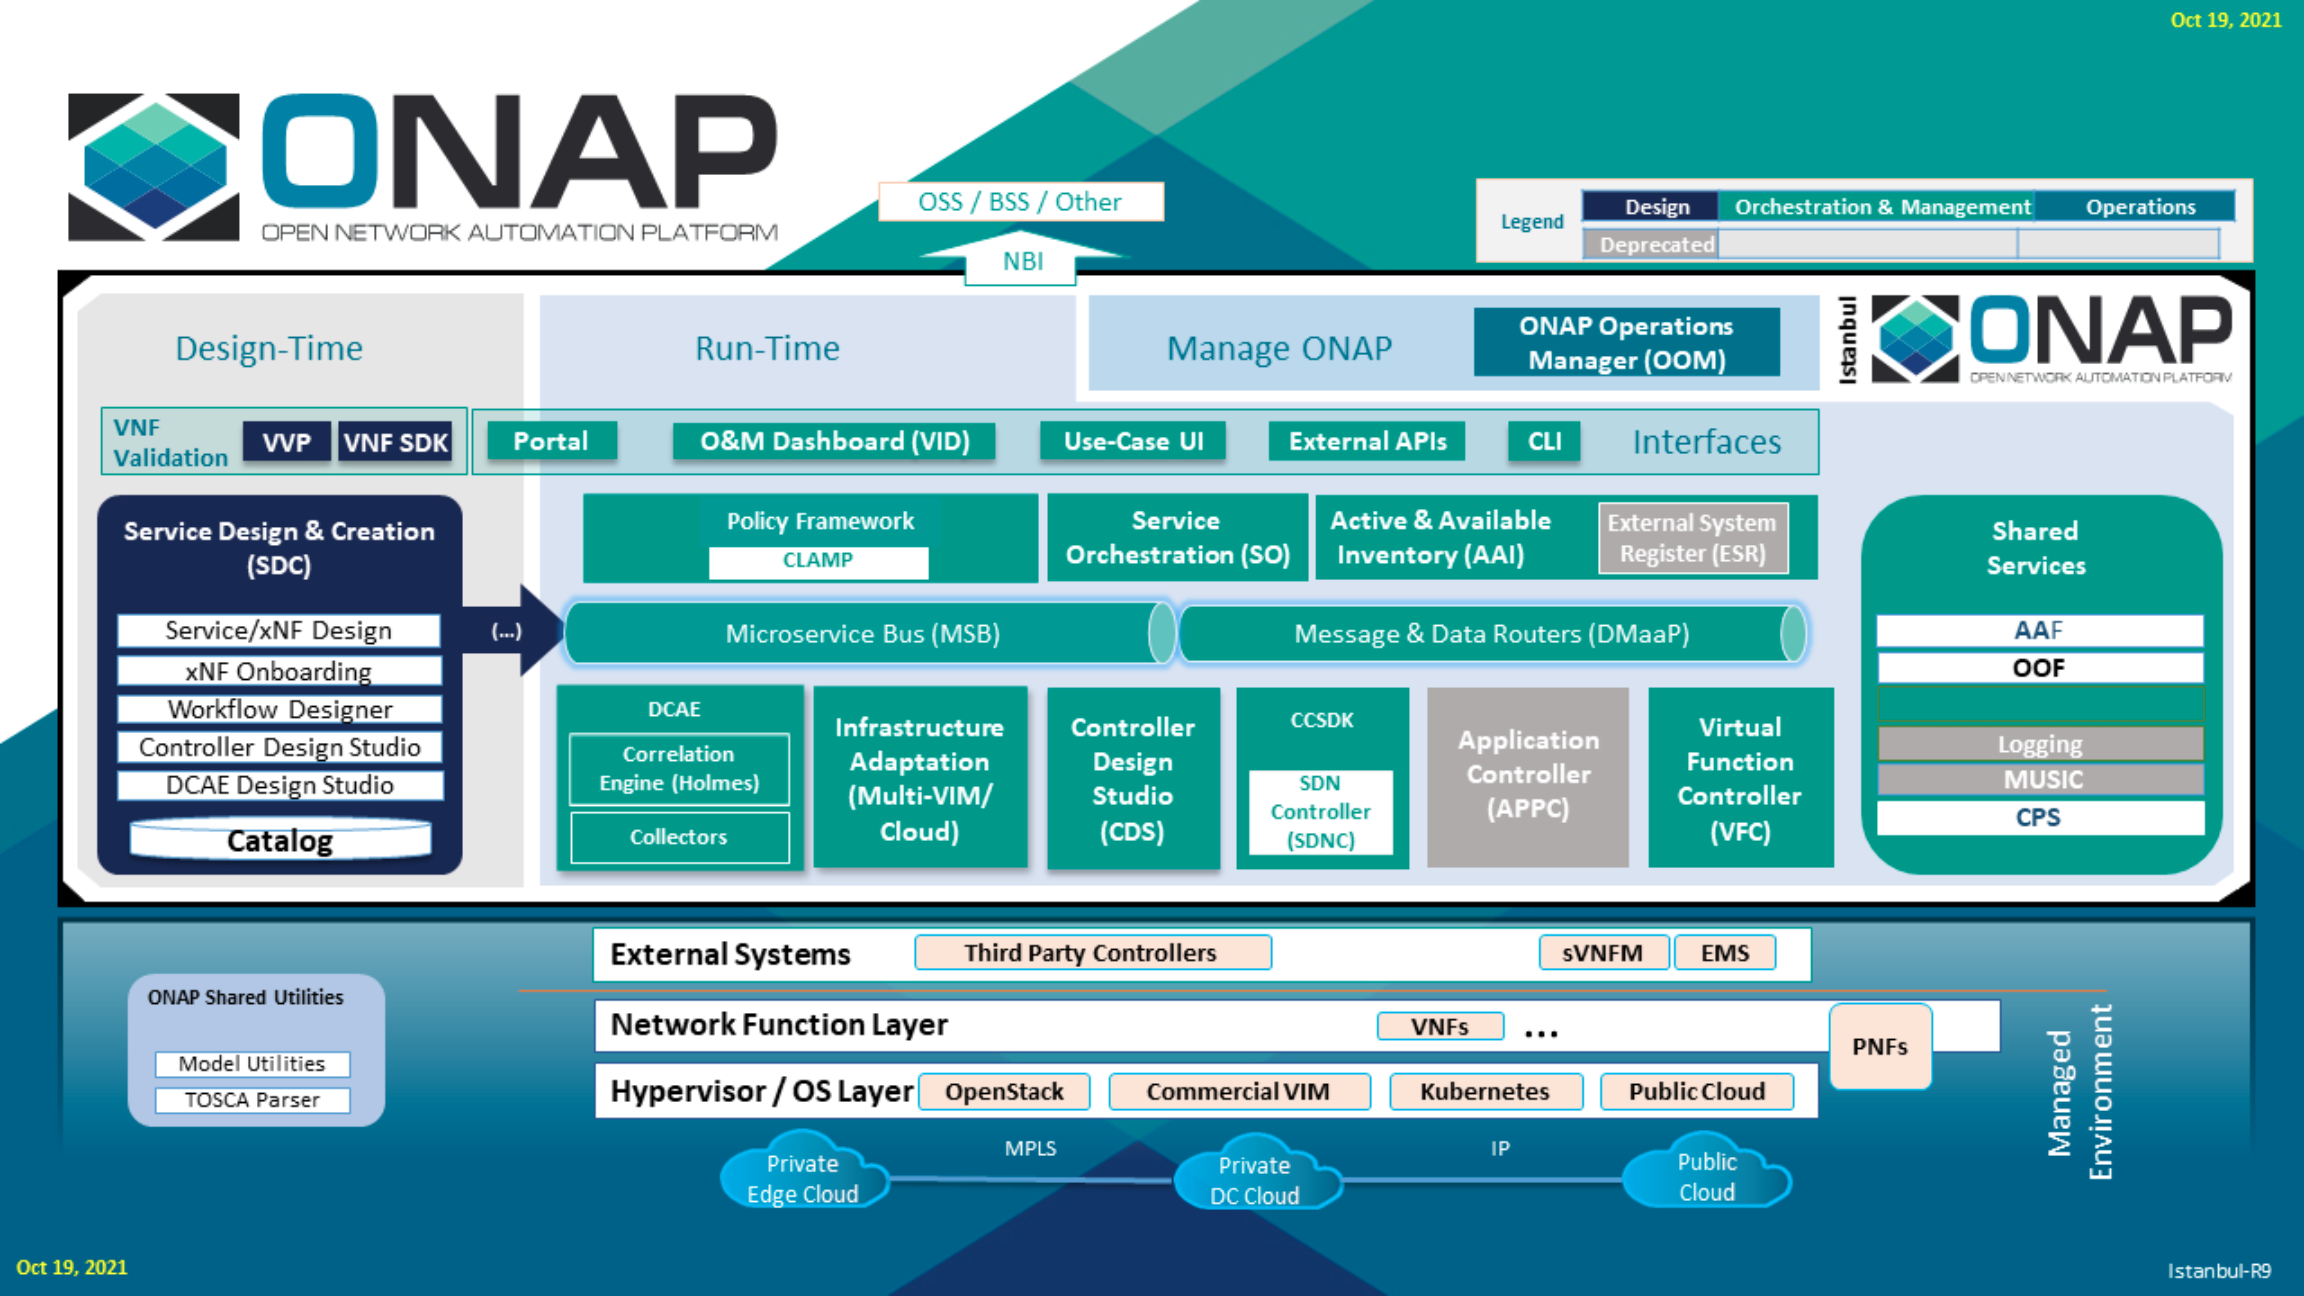 Oct 19, 2021
ONAP
OPEN NETWORK AUTOMATION PLATFORM
OSS / BSS / Other
NBI
Legend
Design
Orchestration & Management
Operations
Deprecated
Design-Time
Run-Time
Manage ONAP
ONAP Operations
Manager (OOM)
Istanbul
ONAP
OPEN NETWORK AUTOMATION PLATFORM
VNF
Validation
VVP
VNF SDK
Portal
O&M Dashboard (VID)
Use-Case UI
External APIs
CLI
Interfaces
Service Design & Creation
(SDC)
Service/xNF Design
xNF Onboarding
Workflow Designer
Controller Design Studio
DCAE Design Studio
Catalog
(...)
Policy Framework
CLAMP
Service
Orchestration (SO)
Active & Available
Inventory (AAI)
External System
Register (ESR)
Microservice Bus (MSB)
Message & Data Routers (DMaaP)
DCAE
Correlation
Engine (Holmes)
Collectors
Infrastructure
Adaptation
(Multi-VIM/
Cloud)
Controller
Design
Studio
(CDS)
CCSDK
SDN
Controller
(SDNC)
Application
Controller
(APPC)
Virtual
Function
Controller
(VFC)
Shared
Services
AAF
OOF
Logging
MUSIC
CPS
ONAP Shared Utilities
Model Utilities
TOSCA Parser
External Systems
Third Party Controllers
sVNFM
EMS
Network Function Layer
VNFs
...
PNFs
Hypervisor / OS Layer
OpenStack
Commercial VIM
Kubernetes
Public Cloud
Managed
Environment
Private
Edge Cloud
MPLS
Private
DC Cloud
IP
Public
Cloud
Oct 19, 2021
Istanbul-R9